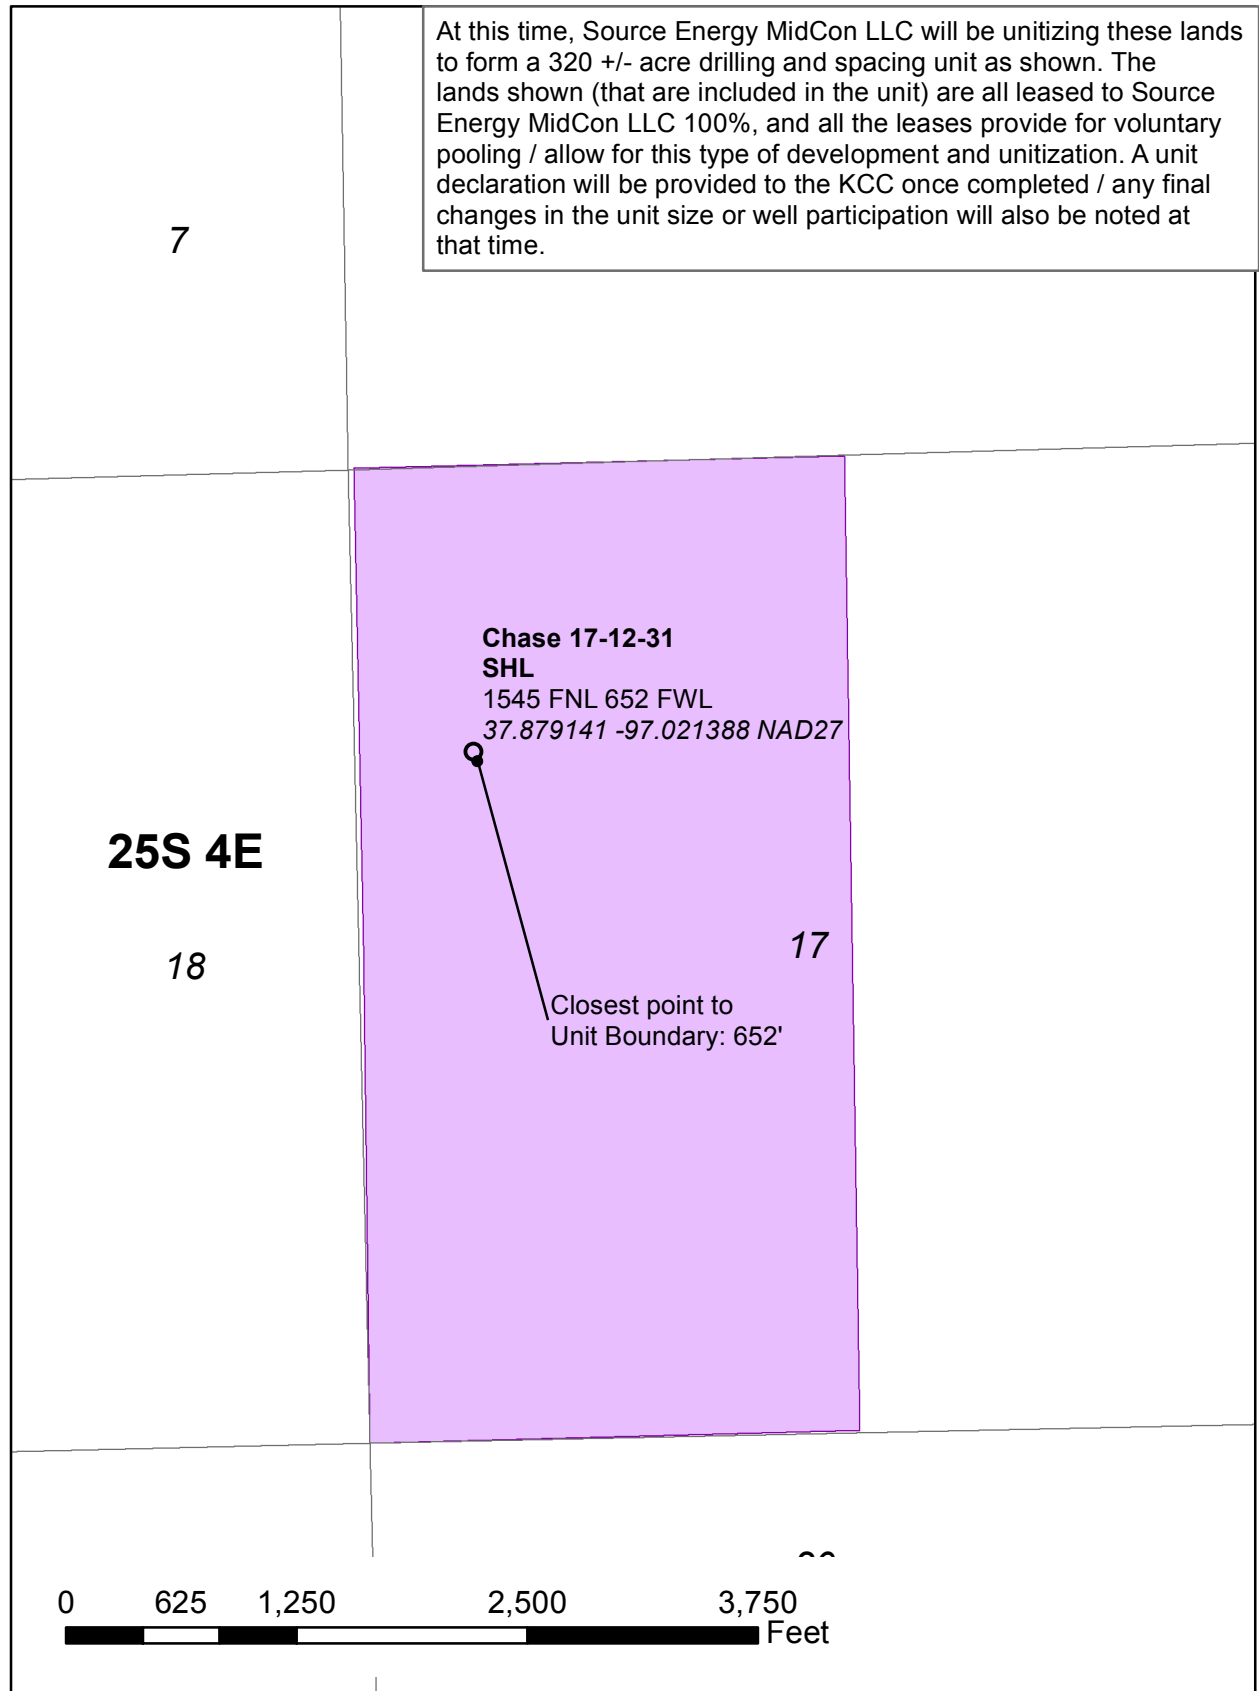 At this time, Source Energy MidCon LLC will be unitizing these lands
to form a 320 +/- acre drilling and spacing unit as shown. The
lands shown (that are included in the unit) are all leased to Source
Energy MidCon LLC 100%, and all the leases provide for voluntary
pooling / allow for this type of development and unitization. A unit
declaration will be provided to the KCC once completed / any final
changes in the unit size or well participation will also be noted at
that time.
7
Chase 17-12-31
SHL
1545 FNL 652 FWL
37.879141 -97.021388 NAD27
25S 4E
18
17
Closest point to
Unit Boundary: 652'
0 625 1,250 2,500 3,750
Feet